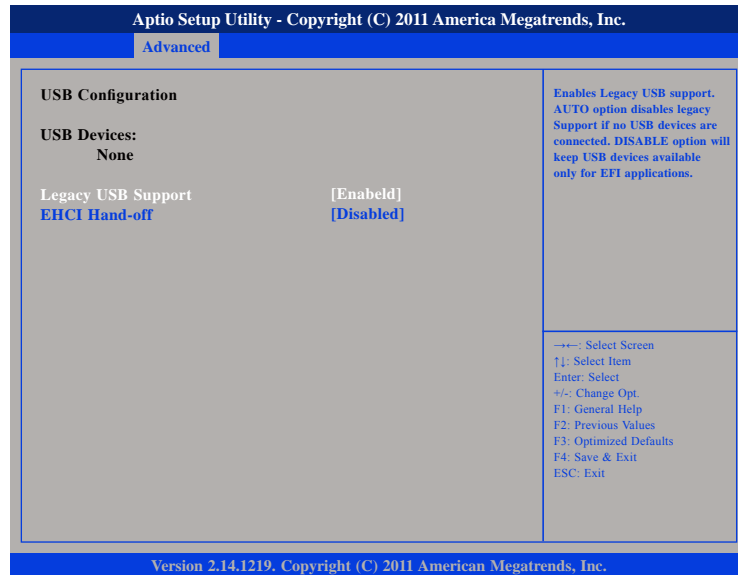 Aptio Setup Utility - Copyright (C) 2011 America Megatrends, Inc.
Advanced
USB Configuration
USB Devices:
None
Legacy USB Support [Enabeld]
EHCI Hand-off [Disabled]
Enables Legacy USB support.
AUTO option disables legacy
Support if no USB devices are
connected. DISABLE option will
keep USB devices available
only for EFI applications.
→←: Select Screen
↑↓: Select Item
Enter: Select
+/-: Change Opt.
F1: General Help
F2: Previous Values
F3: Optimized Defaults
F4: Save & Exit
ESC: Exit
Version 2.14.1219. Copyright (C) 2011 American Megatrends, Inc.